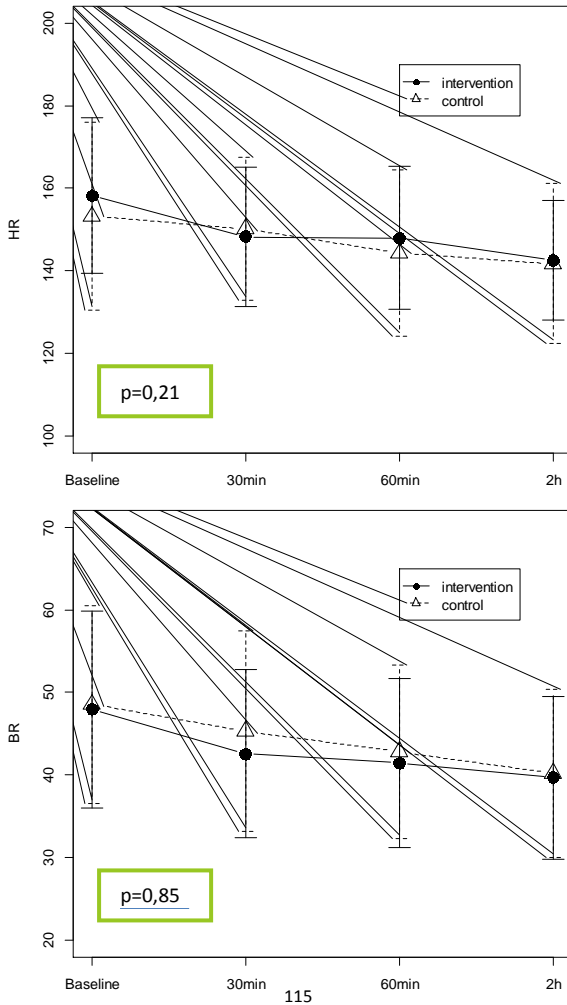 200
180
160
140
120
100
HR
intervention
control
p=0,21
Baseline 30min 60min 2h
70
60
50
40
30
20
BR
intervention
control
p=0,85
Baseline 30min 60min 2h
115